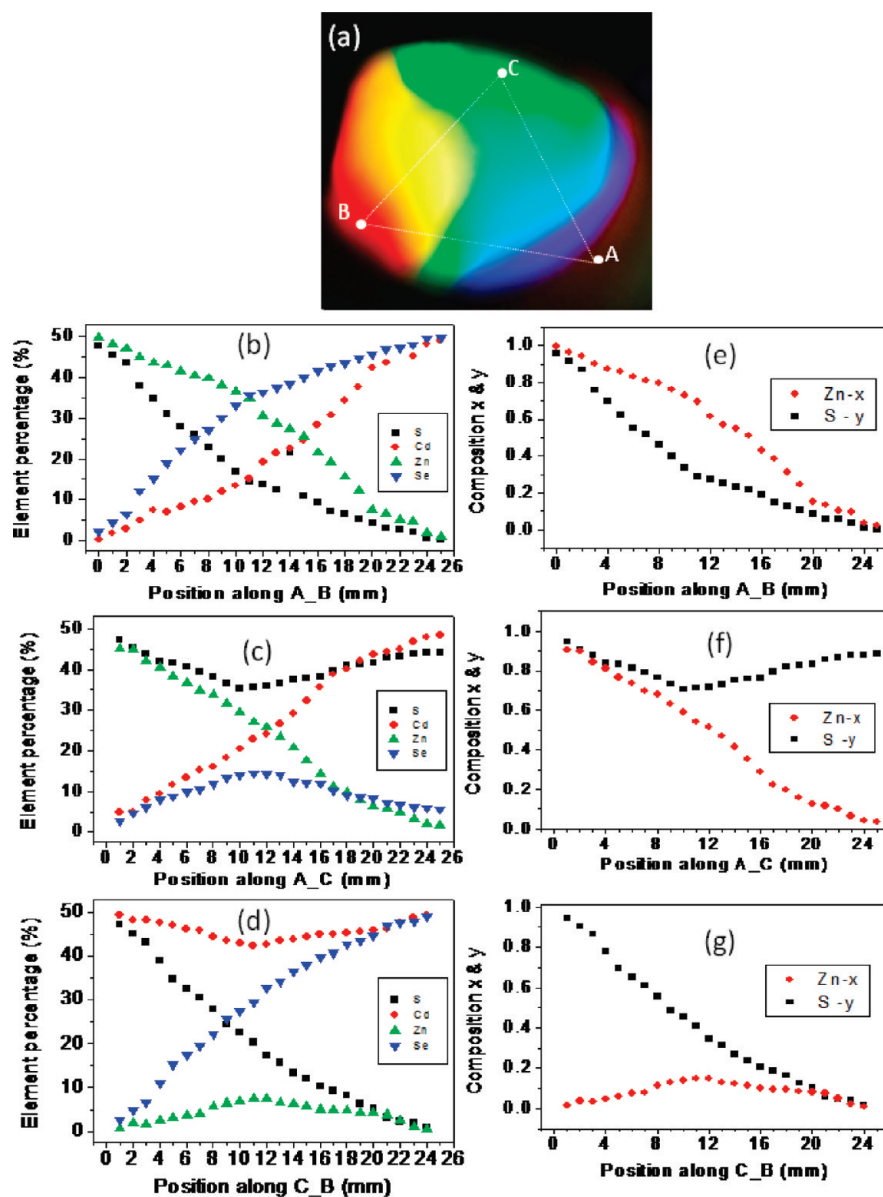 (a)
C
B
A
(b)
Element percentage (%)
50
40
30
20
10
0
S
Cd
Zn
Se
0 2 4 6 8 10 12 14 16 18 20 22 24 26
Position along A_B (mm)
(e)
Composition x & y
1.0
0.8
0.6
0.4
0.2
0.0
Zn-x
S-y
0 4 8 12 16 20 24
Position along A_B (mm)
(c)
Element percentage (%)
50
40
30
20
10
0
S
Cd
Zn
Se
0 2 4 6 8 10 12 14 16 18 20 22 24 26
Position along A_C (mm)
(f)
Composition x & y
1.0
0.8
0.6
0.4
0.2
0.0
Zn-x
S-y
0 4 8 12 16 20 24
Position along A_C (mm)
(d)
Element percentage (%)
50
40
30
20
10
0
S
Cd
Zn
Se
0 2 4 6 8 10 12 14 16 18 20 22 24 26
Position along C_B (mm)
(g)
Composition x & y
1.0
0.8
0.6
0.4
0.2
0.0
Zn-x
S-y
0 4 8 12 16 20 24
Position along C_B (mm)